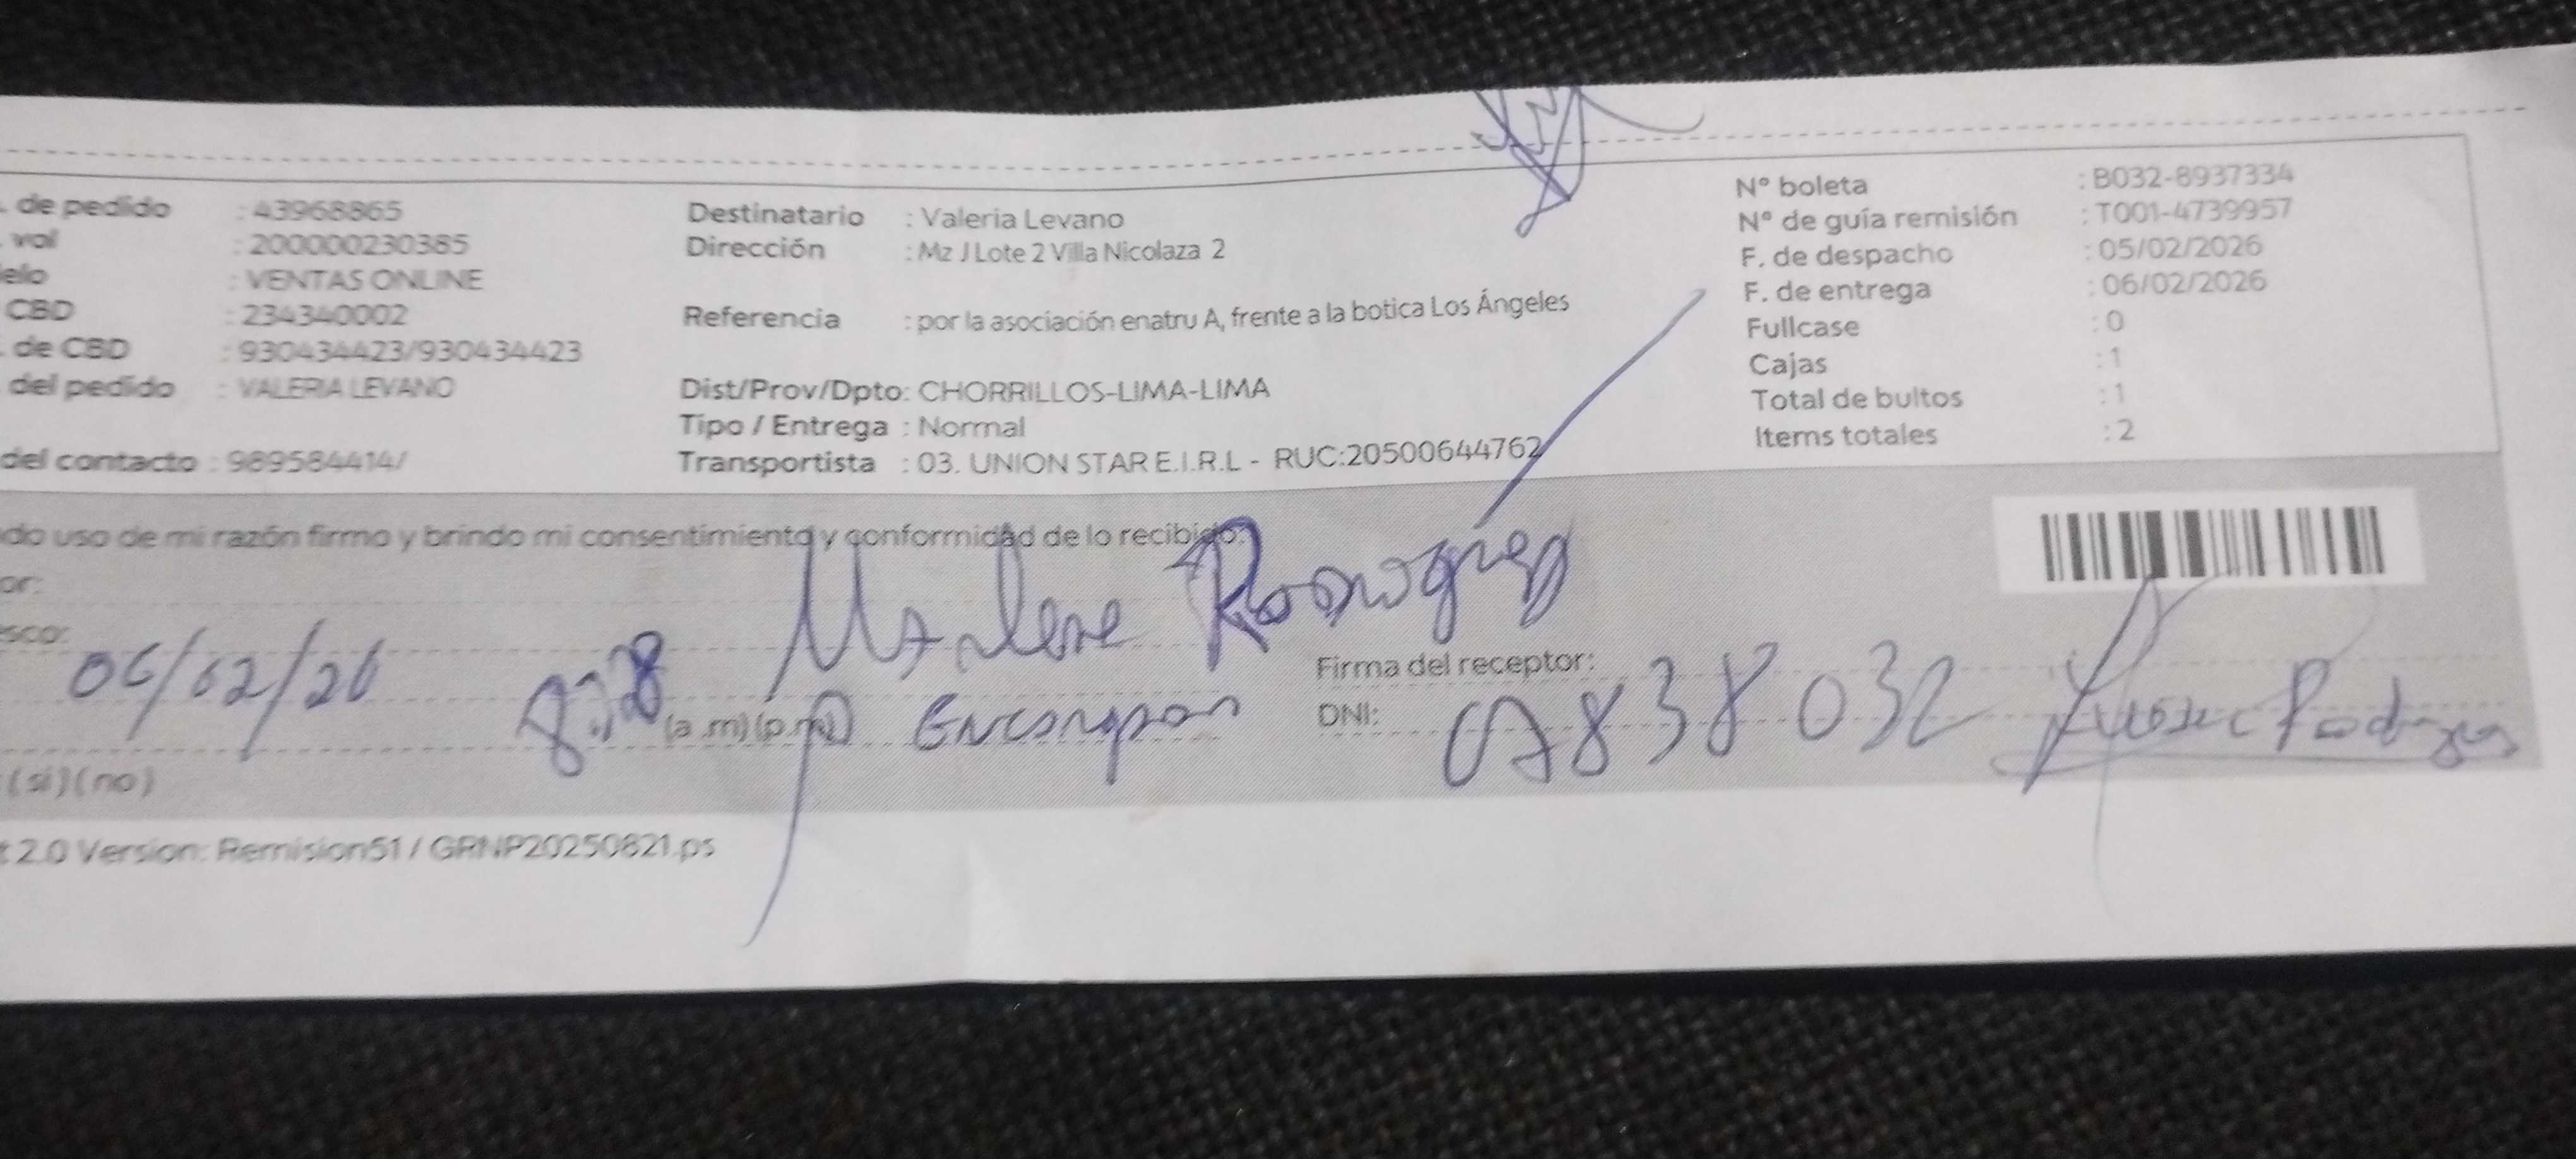 . de pedido : 43968865
. val : 200000230385
elo : VENTAS ONLINE
CBD : 234340002
. de CBD : 930434423/930434423
del pedido : VALERIA LEVANO
del contacto : 989584414/
Destinatario : Valeria Levano
Dirección : Mz J Lote 2 Villa Nicolaza 2
Referencia : por la asociación enatru A, frente a la botica Los Ángeles
Dist/Prov/Dpto: CHORRILLOS-LIMA-LIMA
Tipo / Entrega : Normal
Transportista : 03. UNION STAR E.I.R.L - RUC:20500644762
N° boleta : B032-8937334
N° de guía remisión : T001-4739957
F. de despacho : 05/02/2026
F. de entrega : 06/02/2026
Fullcase : 0
Cajas : 1
Total de bultos : 1
Items totales : 2
do uso de mi razón firmo y brindo mi consentimiento y conformidad de lo recibido:
or:
Marlene Rodriguez
sco:
06/02/26 8:28 (a.m)(p.m)
Firma del receptor:
DNI: 07838032
(si)(no)
t 2.0 Version: Remision51 / GRNP20250821.ps